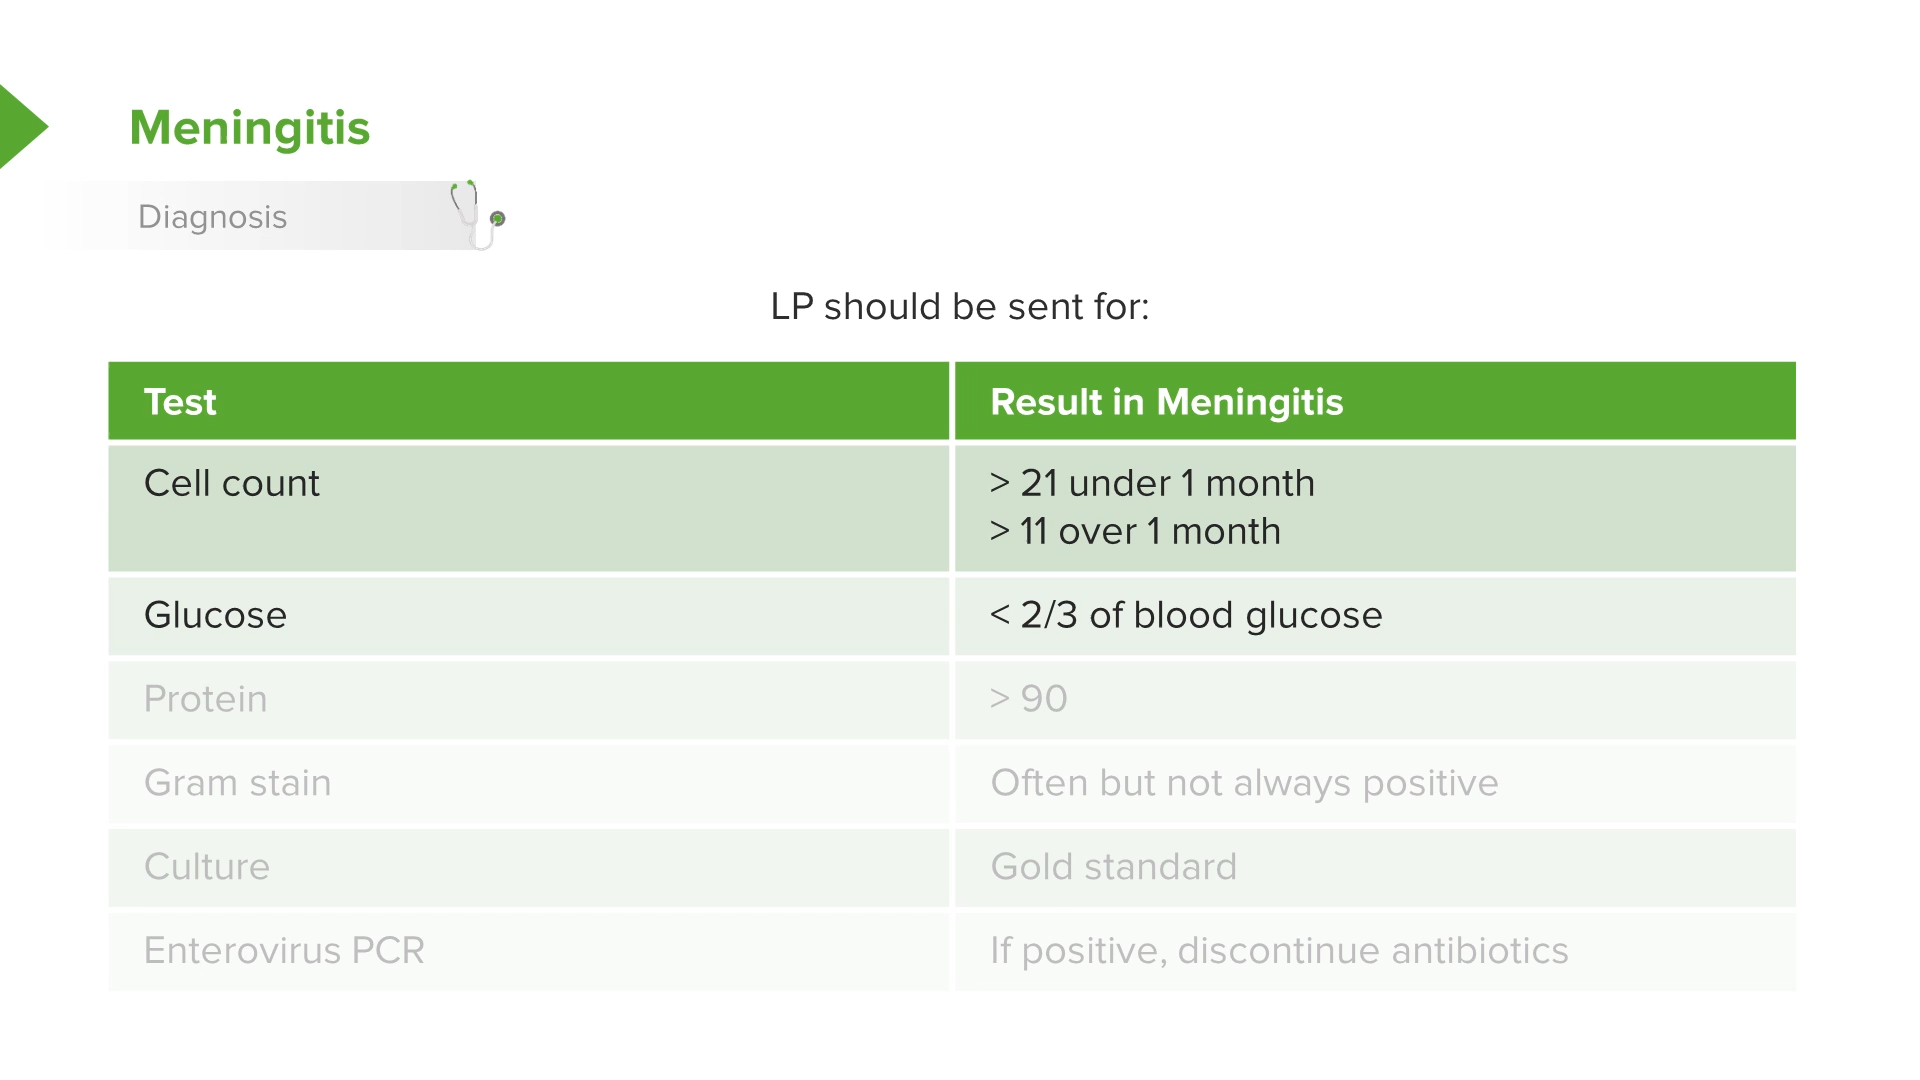 Meningitis
Diagnosis
LP should be sent for:
Test
Result in Meningitis
Cell count
> 21 under 1 month
> 11 over 1 month
Glucose
< 2/3 of blood glucose
Protein
> 90
Gram stain
Often but not always positive
Culture
Gold standard
Enterovirus PCR
If positive, discontinue antibiotics